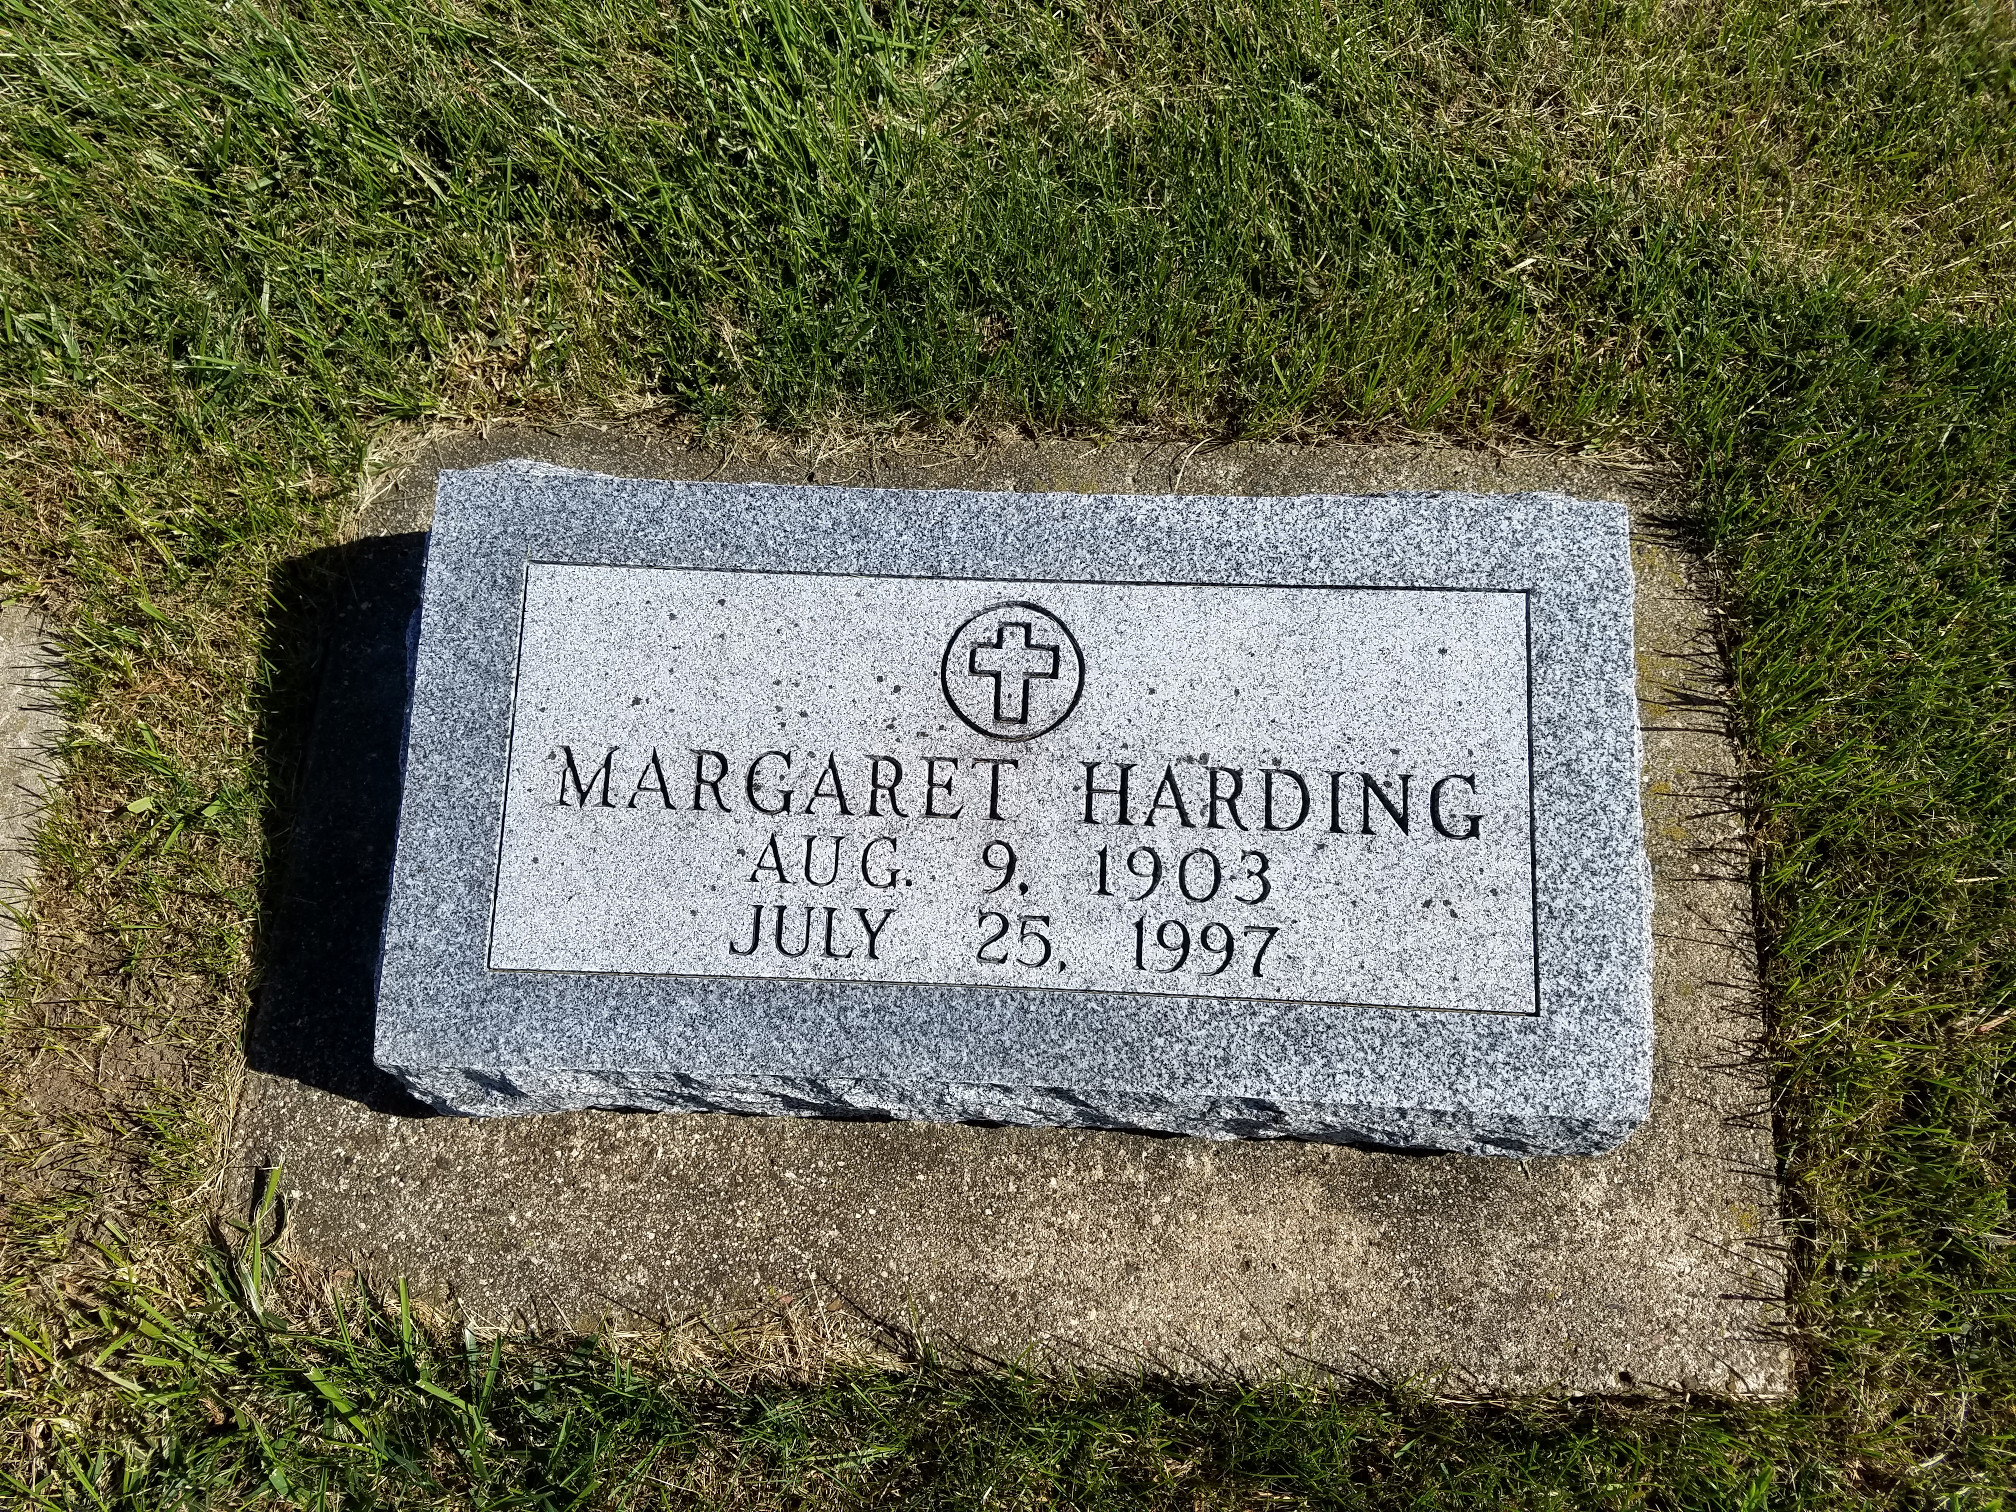 MARGARET HARDING
AUG. 9, 1903
JULY 25, 1997